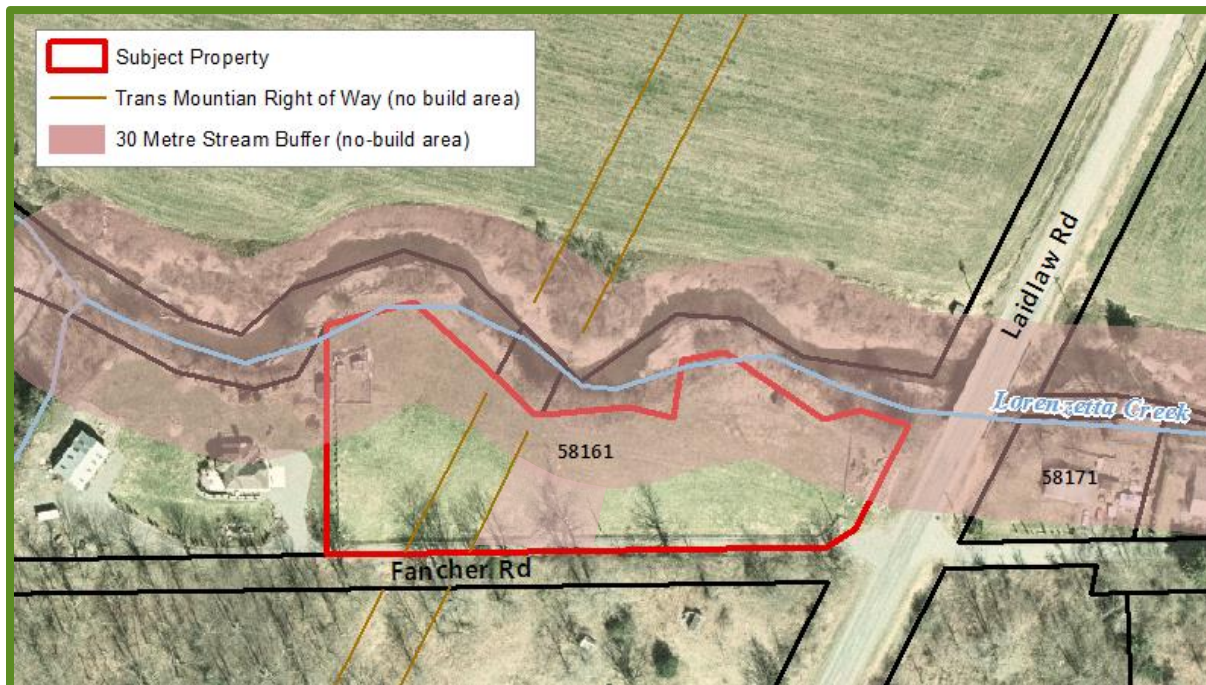 Subject Property
Trans Mountian Right of Way (no build area)
30 Metre Stream Buffer (no-build area)
Laidlaw Rd
Lorenzetta Creek
58161
58171
Fancher Rd